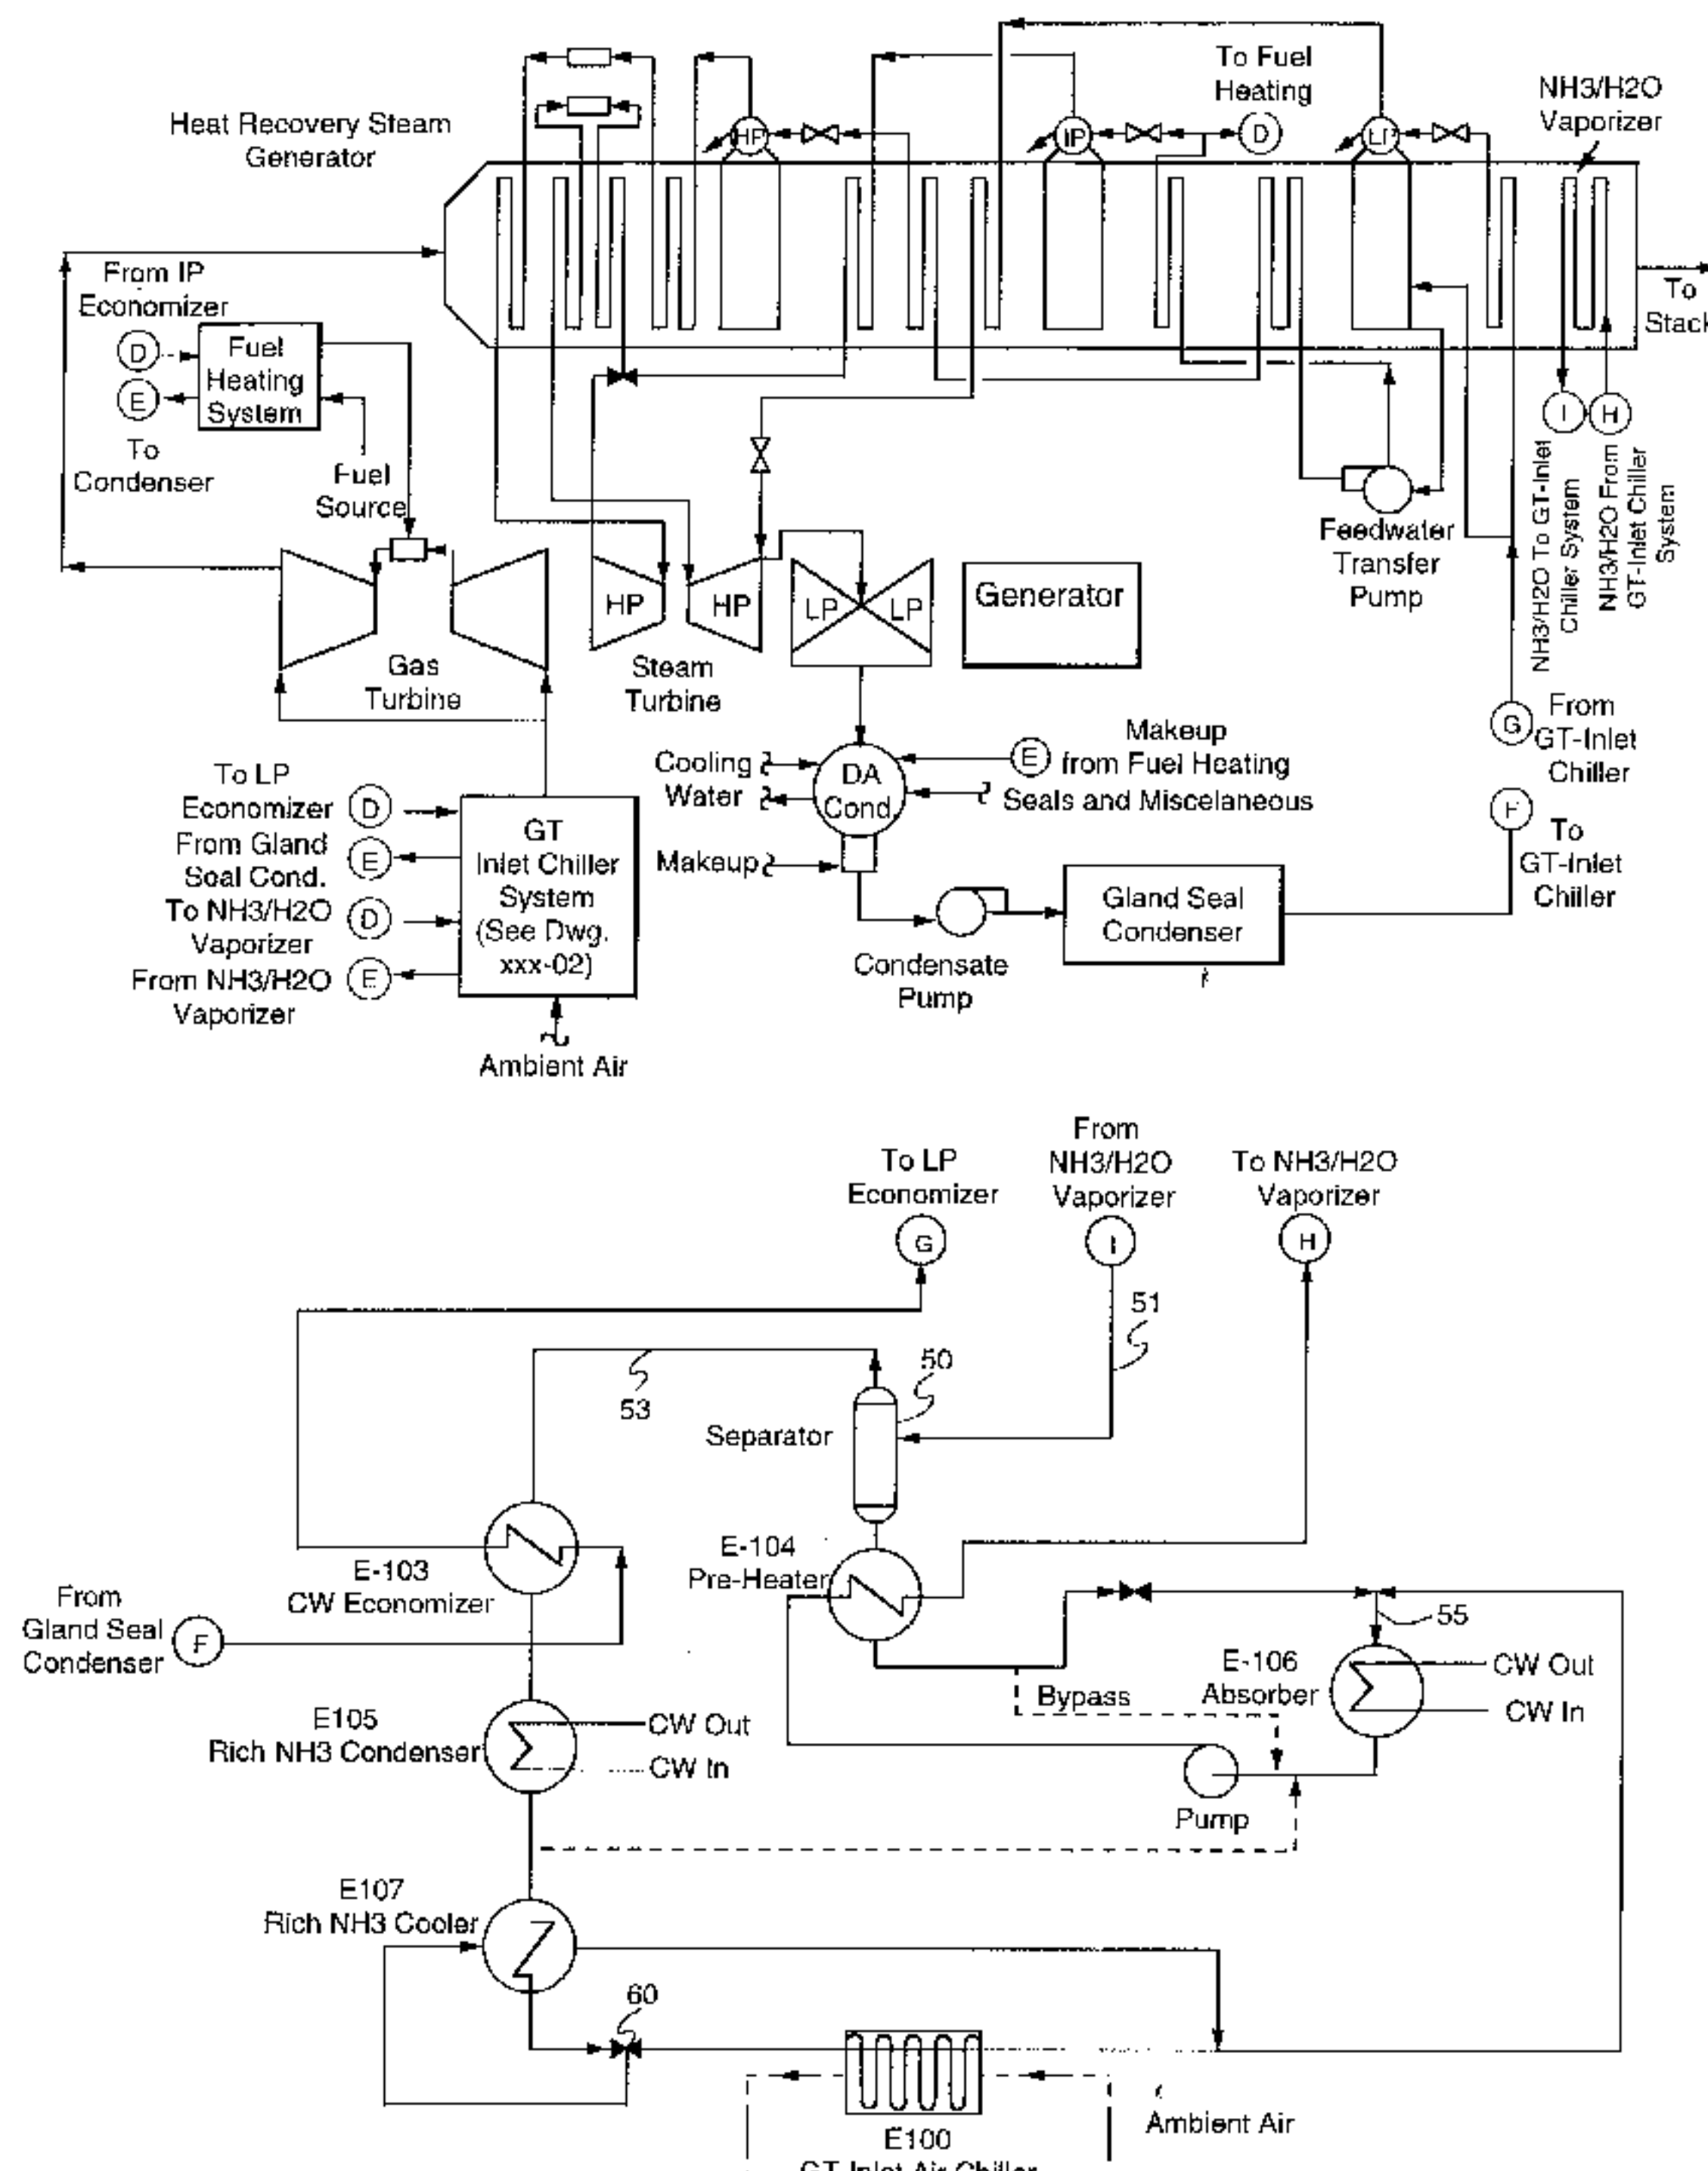 To Fuel
Heating
NH3/H2O
Vaporizer
Heat Recovery Steam
Generator
HP
IP
D
LP
From IP
Economizer
D
E
Fuel
Heating
System
To
Condenser
Fuel
Source
To
Stack
I
H
NH3/H2O To GT-Inlet
Chiller System
NH3/H2O From
GT-Inlet Chiller
System
Feedwater
Transfer
Pump
HP
HP
LP
LP
Generator
Gas
Turbine
Steam
Turbine
G
From
GT-Inlet
Chiller
Cooling
Water
DA
Cond.
E
Makeup
from Fuel Heating
Seals and Miscelaneous
Makeup
F
To
GT-Inlet
Chiller
To LP
Economizer
D
From Gland
Seal Cond.
E
To NH3/H2O
Vaporizer
D
From NH3/H2O
Vaporizer
E
GT
Inlet Chiller
System
(See Dwg.
xxx-02)
Ambient Air
Condensate
Pump
Gland Seal
Condenser
To LP
Economizer
G
From
NH3/H2O
Vaporizer
I
To NH3/H2O
Vaporizer
H
51
50
53
Separator
E-104
Pre-Heater
E-103
CW Economizer
From
Gland Seal
Condenser
F
55
E-106
Absorber
CW Out
CW In
Bypass
E105
Rich NH3 Condenser
CW Out
CW In
Pump
E107
Rich NH3 Cooler
60
Ambient Air
E100
GT-Inlet Air Chiller